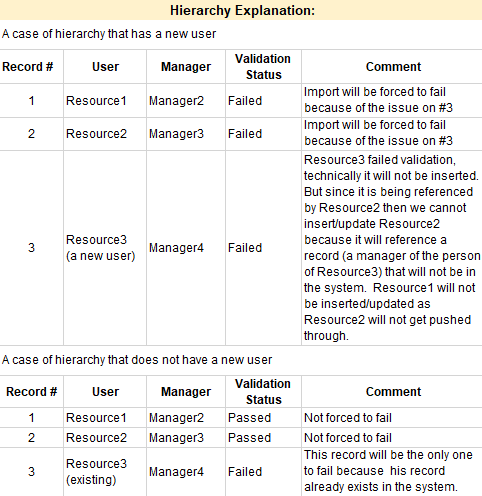 Hierarchy Explanation:
A case of hierarchy that has a new user
Record # User Manager Validation Status Comment
1 Resource1 Manager2 Failed Import will be forced to fail
because of the issue on #3
2 Resource2 Manager3 Failed Import will be forced to fail
because of the issue on #3
3 Resource3 (a new user) Manager4 Failed Resource3 failed validation,
technically it will not be inserted.
But since it is being referenced
by Resource2 then we cannot
insert/update Resource2
because it will reference a
record (a manager of the person
of Resource3) that will not be in
the system.  Resource1 will not
be inserted/updated as
Resource2 will not get pushed
through.
A case of hierarchy that does not have a new user
Record # User Manager Validation Status Comment
1 Resource1 Manager2 Passed Not forced to fail
2 Resource2 Manager3 Passed Not forced to fail
3 Resource3 (existing) Manager4 Failed This record will be the only one
to fail because  his record
already exists in the system.